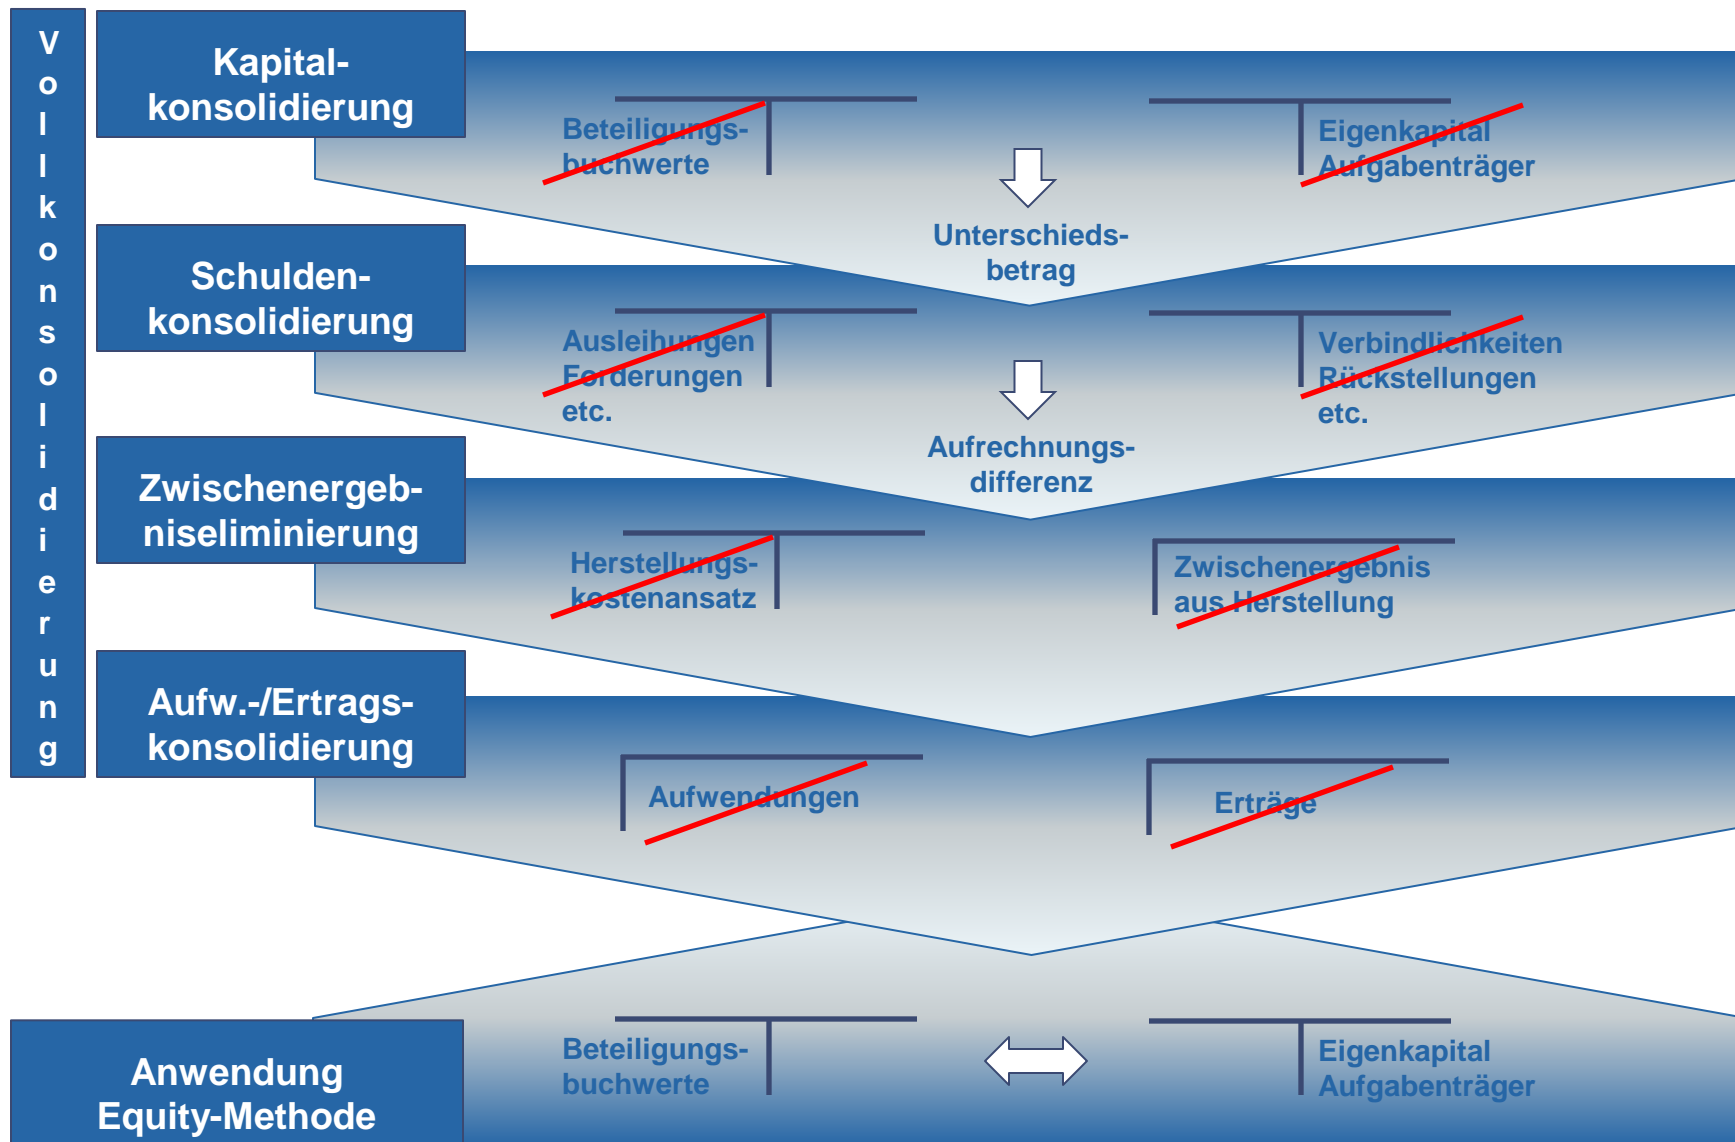 Vollkonsolidierung
Kapital-
konsolidierung
Beteiligungs-
buchwerte
Eigenkapital
Aufgabenträger
Unterschieds-
betrag
Schulden-
konsolidierung
Ausleihungen
Forderungen
etc.
Verbindlichkeiten
Rückstellungen
etc.
Aufrechnungs-
differenz
Zwischenergeb-
niseliminierung
Herstellungs-
kostenansatz
Zwischenergebnis
aus Herstellung
Aufw.-/Ertrags-
konsolidierung
Aufwendungen
Erträge
Anwendung
Equity-Methode
Beteiligungs-
buchwerte
Eigenkapital
Aufgabenträger